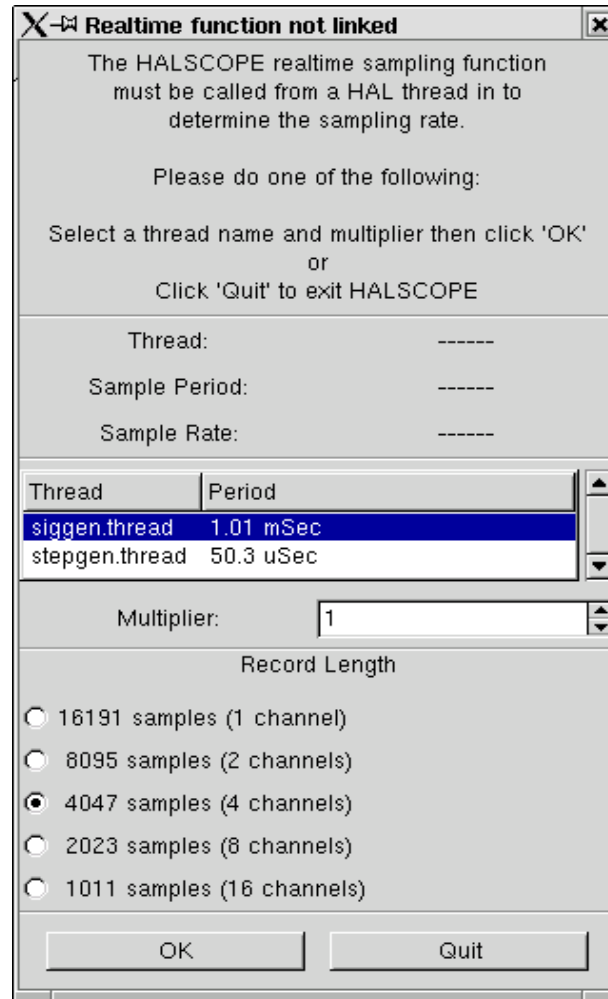 Realtime function not linked
The HALSCOPE realtime sampling function
must be called from a HAL thread in to
determine the sampling rate.
Please do one of the following:
Select a thread name and multiplier then click 'OK'
or
Click 'Quit' to exit HALSCOPE
Thread: ------
Sample Period: ------
Sample Rate: ------
Thread Period
siggen.thread 1.01 mSec
stepgen.thread 50.3 uSec
Multiplier: 1
Record Length
16191 samples (1 channel)
8095 samples (2 channels)
4047 samples (4 channels)
2023 samples (8 channels)
1011 samples (16 channels)
OK Quit